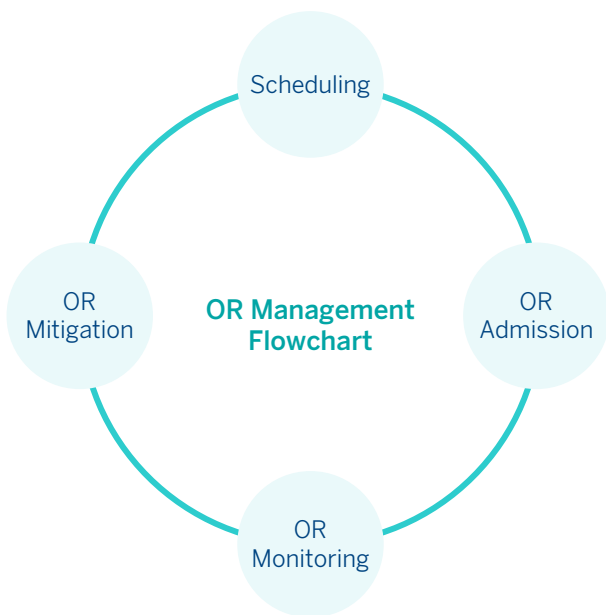 Scheduling
OR
Mitigation
OR Management
Flowchart
OR
Admission
OR
Monitoring